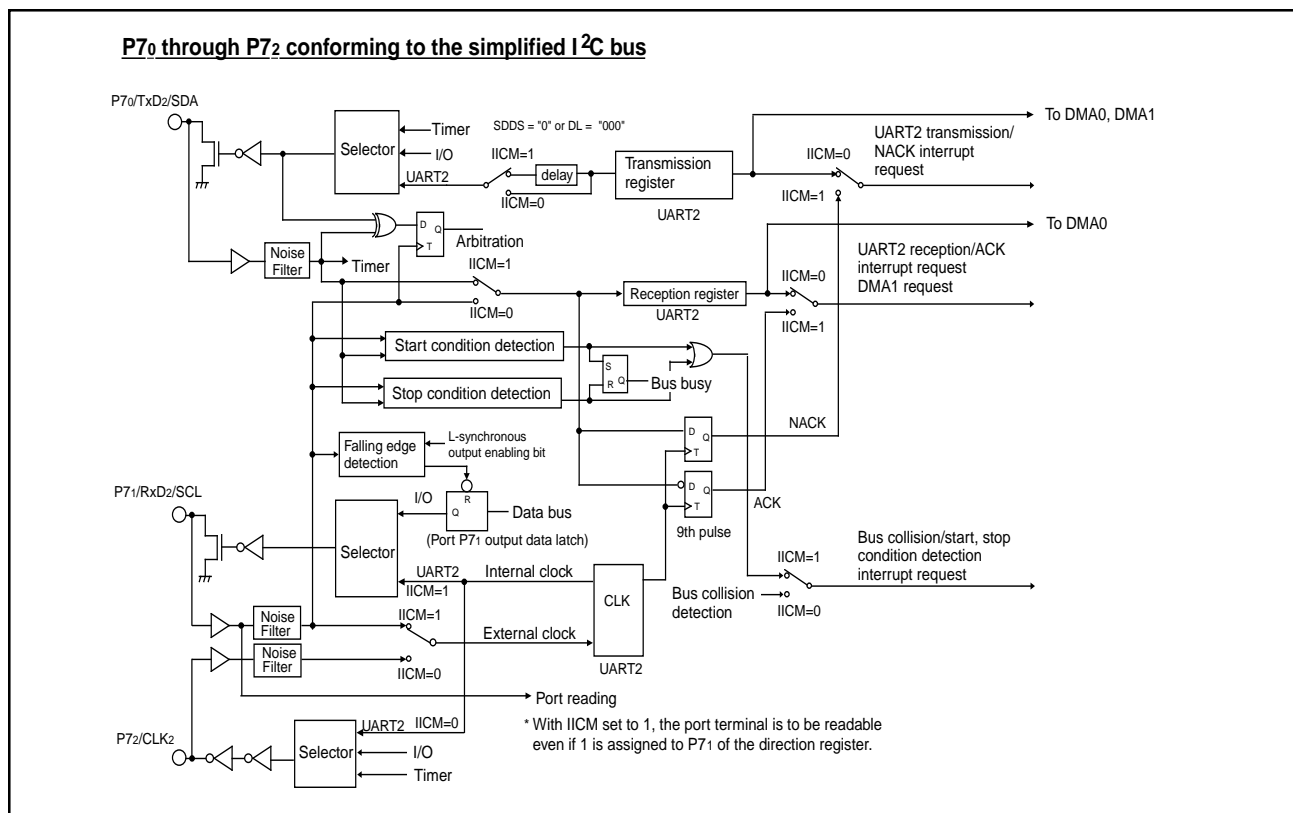 P70 through P72 conforming to the simplified I2C bus
P70/TxD2/SDA
Selector
Timer
I/O
UART2
SDDS = "0" or DL = "000"
IICM=1
delay
IICM=0
Transmission
register
UART2
To DMA0, DMA1
UART2 transmission/
NACK interrupt
request
IICM=0
IICM=1
To DMA0
D
Q
T
Arbitration
Noise
Filter
Timer
IICM=1
IICM=0
Reception register
UART2
UART2 reception/ACK
interrupt request
DMA1 request
IICM=0
IICM=1
Start condition detection
Stop condition detection
S
R
Q
Bus busy
NACK
D
Q
T
Falling edge
detection
L-synchronous
output enabling bit
D
Q
T
ACK
9th pulse
P71/RxD2/SCL
I/O
R
Q
Data bus
(Port P71 output data latch)
Selector
UART2
IICM=1
Internal clock
CLK
UART2
External clock
Bus collision/start, stop
condition detection
interrupt request
IICM=1
Bus collision
detection
IICM=0
Noise
Filter
IICM=1
Noise
Filter
IICM=0
Port reading
* With IICM set to 1, the port terminal is to be readable
even if 1 is assigned to P71 of the direction register.
P72/CLK2
Selector
UART2
IICM=0
I/O
Timer